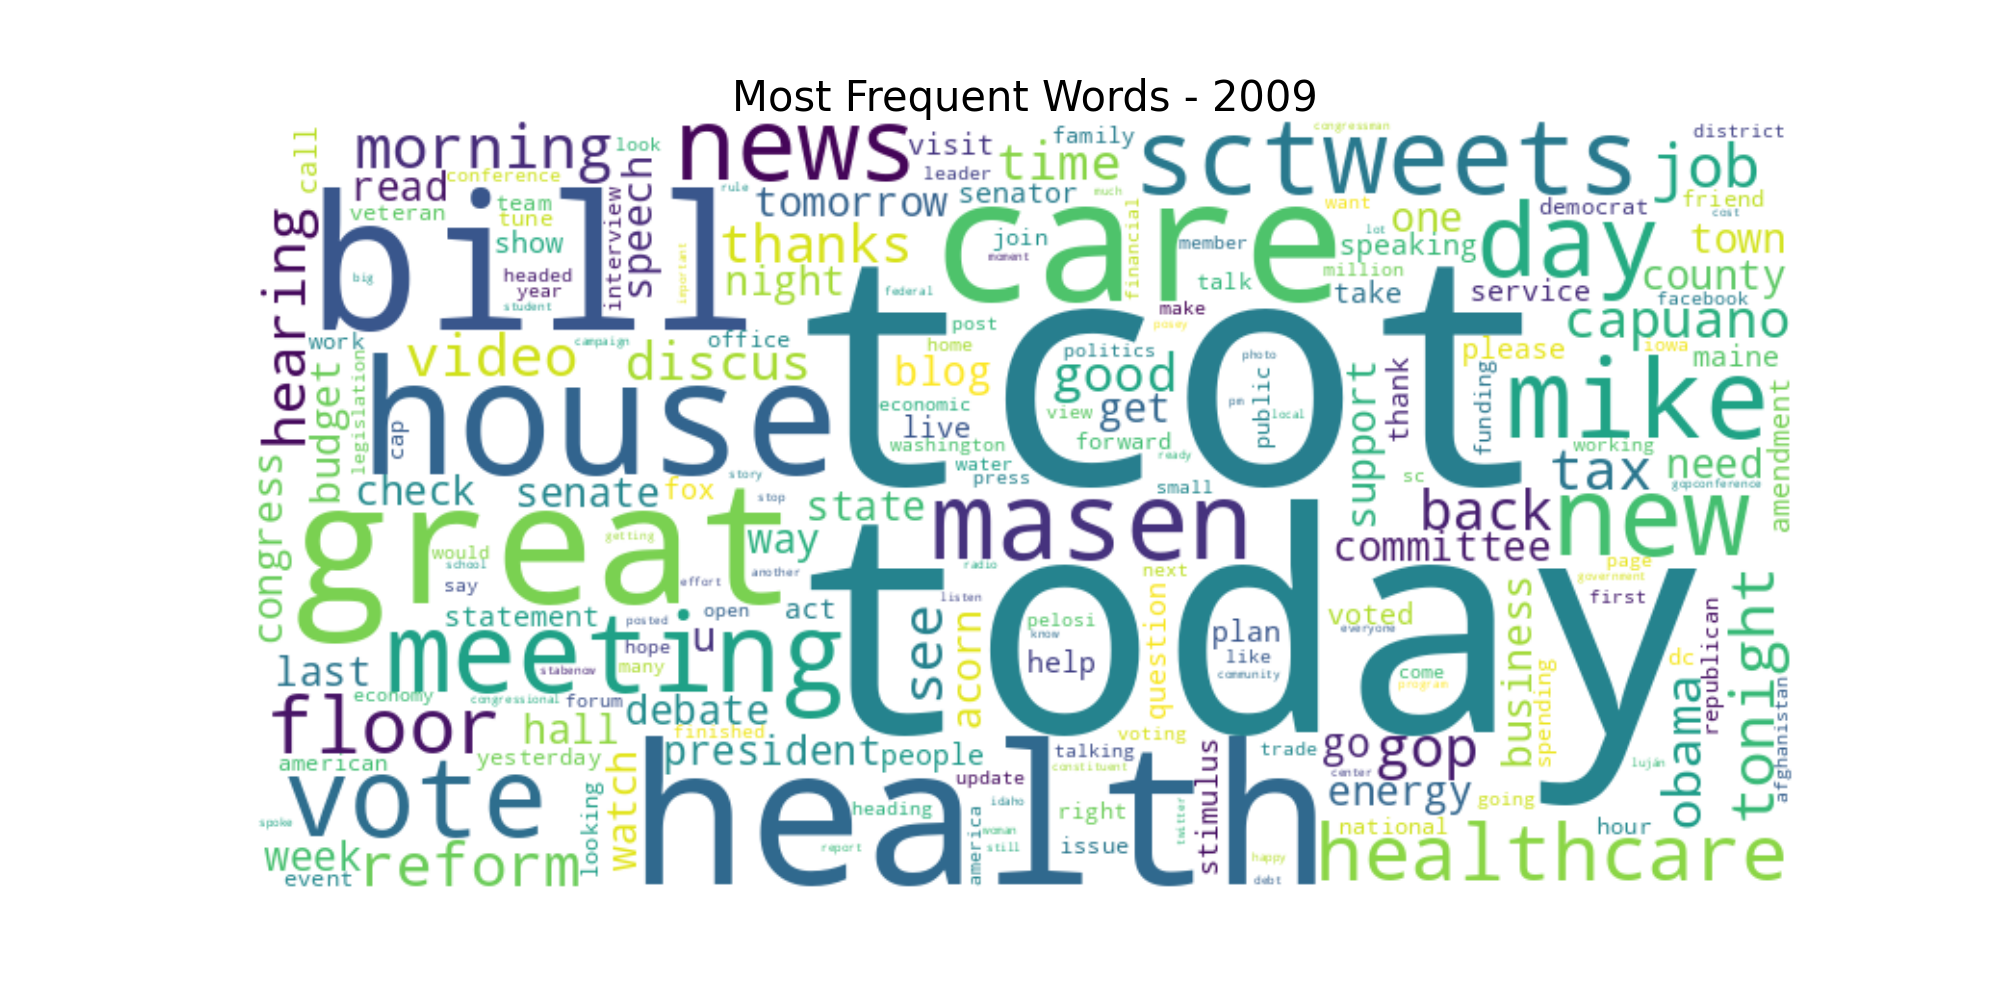 Most Frequent Words - 2009
call
morning
look
news
visit
family
time
sctweets
congressman
district
job
read
conference
speech
leader
rule
tomorrow
senator
much
want
democrat
friend
cost
veteran
team
tune
interview
bill
care
one
lot
day
town
hearing
show
important
thanks
join
moment
financial
member
speaking
big
headed
year
student
night
federal
talk
million
take
service
county
facebook
make
work
campaign
office
post
posey
capuano
video
discus
home
politics
photo
please
iowa
maine
budget
legislation
house
blog
good
tcot
support
thank
funding
mike
cap
economic
live
view
get
pm
public
local
amendment
washington
forward
ready
working
congress
check
senate
fox
story
stop
water
press
small
sc
tax
need
gopconference
great
state
masen
back
new
getting
way
committee
would
school
say
effort
another
radio
next
page
government
statement
posted
open
act
listen
today
first
tonight
meeting
u
see
acorn
pelosi
know
question
plan
voted
everyone
business
hope
many
stabenow
help
like
community
come
program
spending
dc
republican
last
economy
congressional
forum
debate
obama
afghanistan
floor
hall
finished
voting
american
yesterday
watch
president
people
talking
constituent
stimulus
trade
go
gop
center
luján
vote
looking
health
update
energy
going
spoke
heading
america
idaho
woman
still
right
twitter
national
hour
week
reform
report
issue
happy
healthcare
event
debt